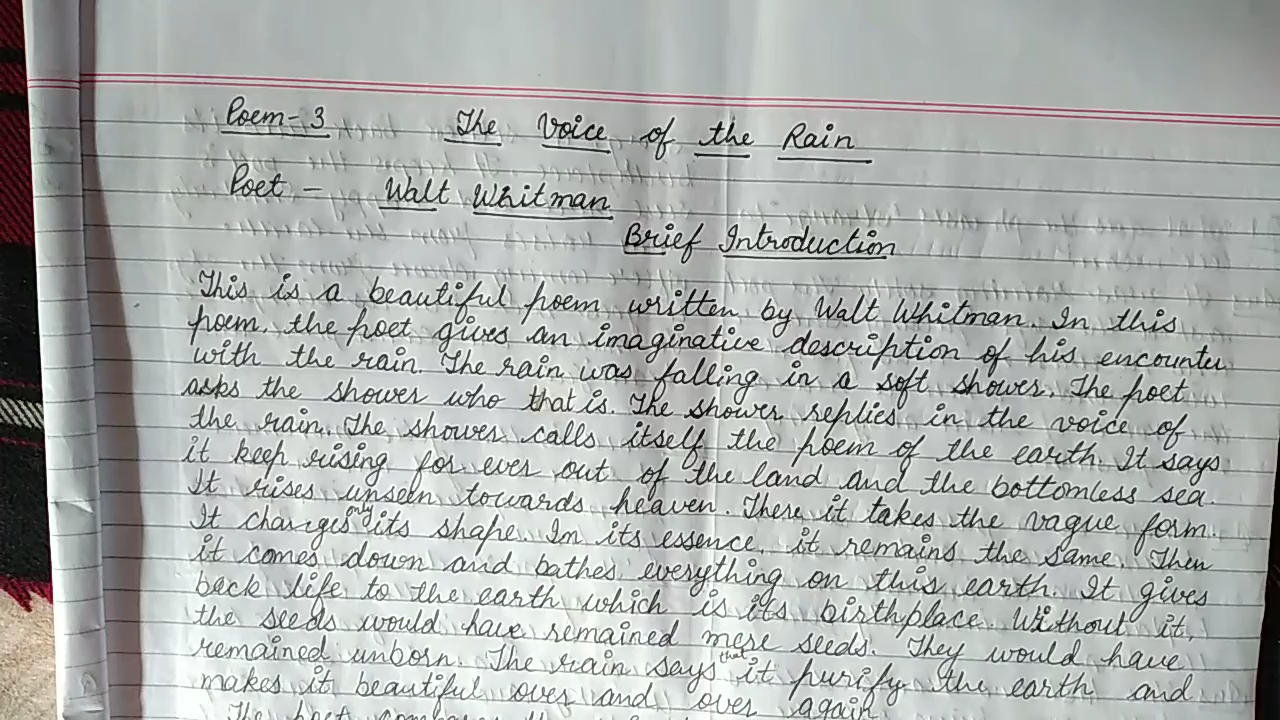 Poem-3 The Voice of the Rain
Poet - Walt Whitman
Brief Introduction
This is a beautiful poem written by Walt Whitman. In this
poem, the poet gives an imaginative description of his encounter
with the rain. The rain was falling in a soft shower. The poet
asks the shower who that is. The shower replies in the voice of
the rain. The shower calls itself the poem of the earth. It says
it keep rising for ever out of the land and the bottomless sea.
It rises unseen towards heaven. There it takes the vague form.
It changes only its shape. In its essence, it remains the same. Then
it comes down and bathes everything on this earth. It gives
back life to the earth which is its birthplace. Without it,
the seeds would have remained mere seeds. They would have
remained unborn. The rain says that it purify the earth and
makes it beautiful over and over again.
The poet